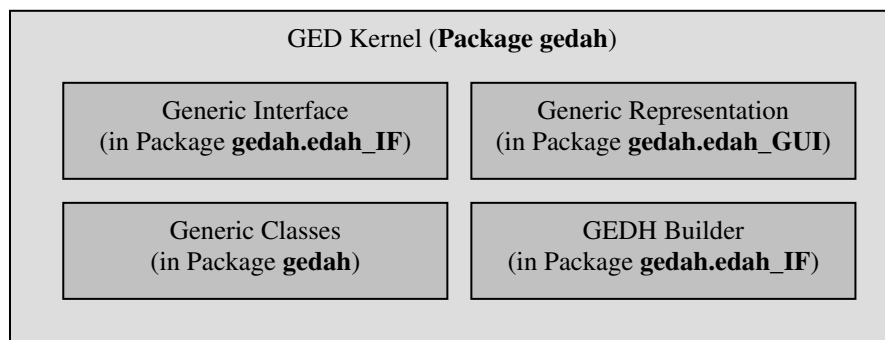 GED Kernel (Package gedah)
Generic Interface
(in Package gedah.edah_IF)
Generic Representation
(in Package gedah.edah_GUI)
Generic Classes
(in Package gedah)
GEDH Builder
(in Package gedah.edah_IF)